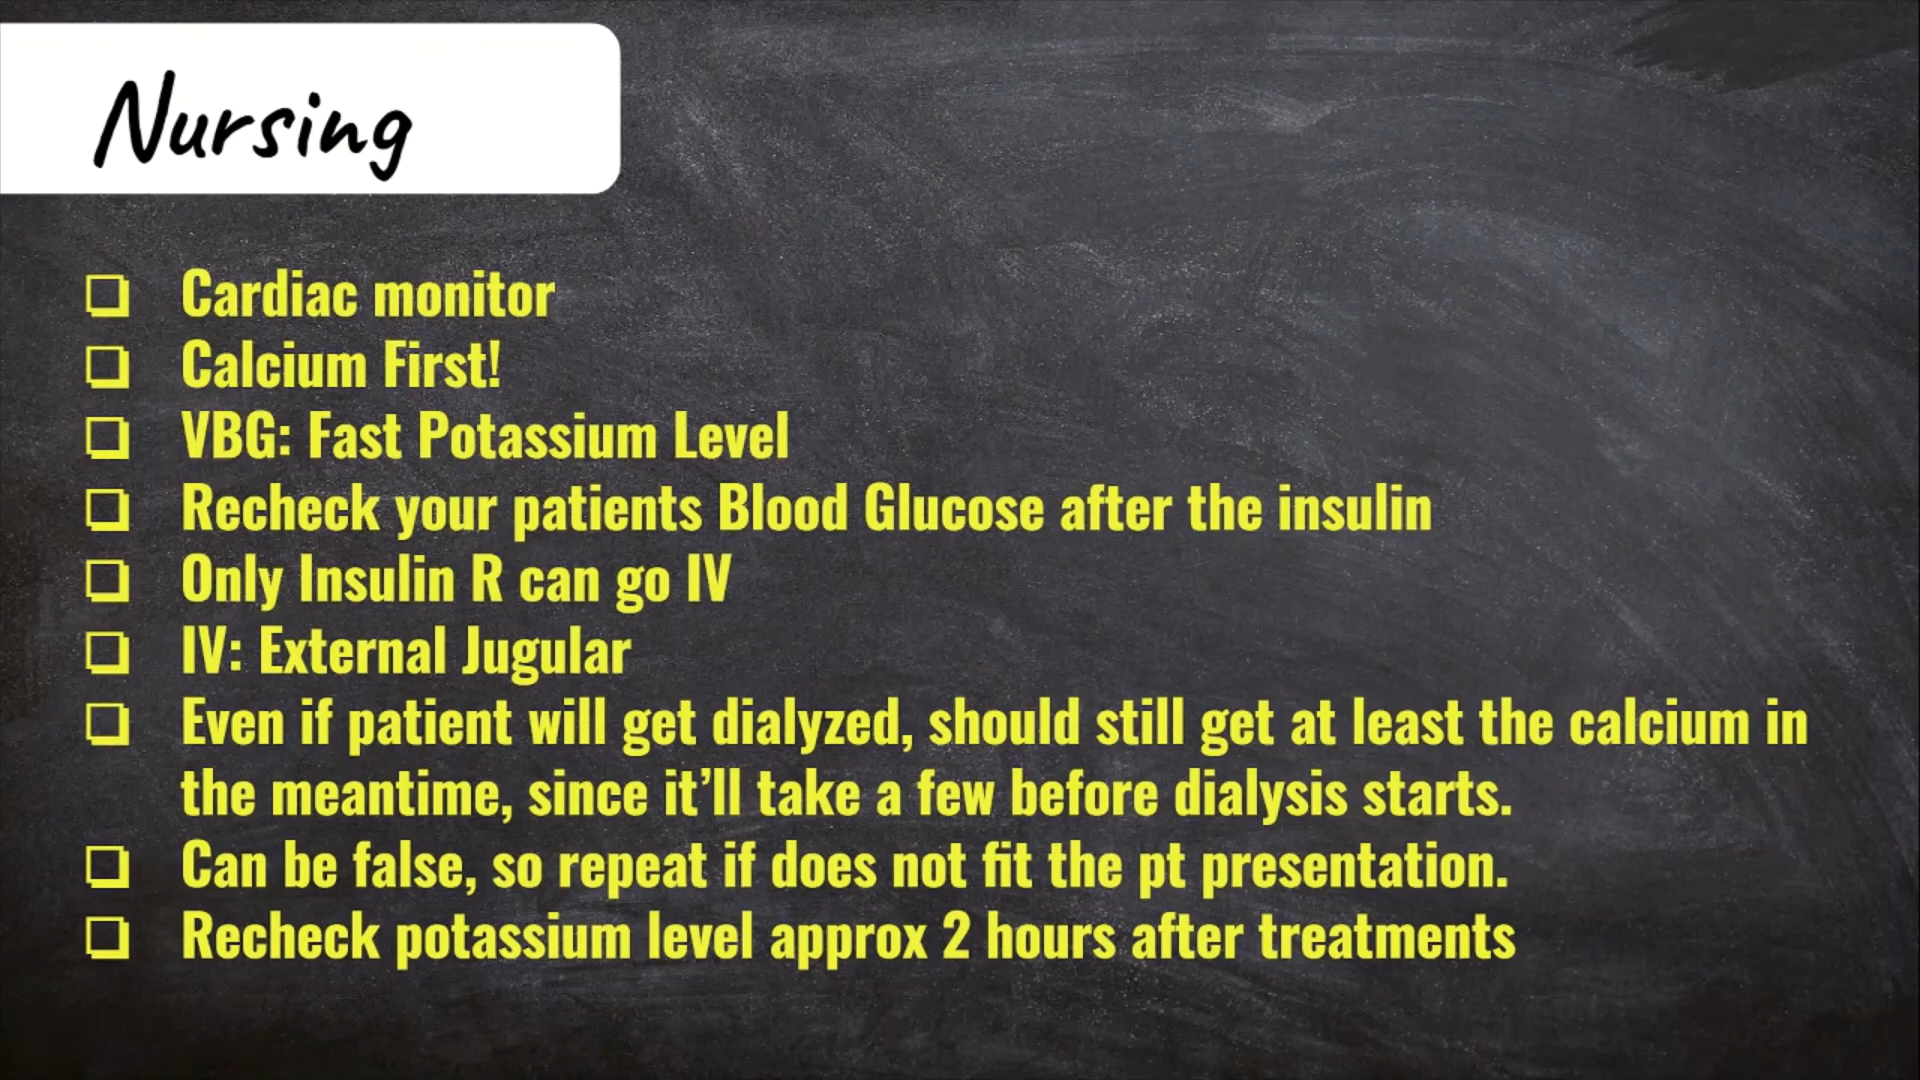 Nursing
Cardiac monitor
Calcium First!
VBG: Fast Potassium Level
Recheck your patients Blood Glucose after the insulin
Only Insulin R can go IV
IV: External Jugular
Even if patient will get dialyzed, should still get at least the calcium in
the meantime, since it’ll take a few before dialysis starts.
Can be false, so repeat if does not fit the pt presentation.
Recheck potassium level approx 2 hours after treatments